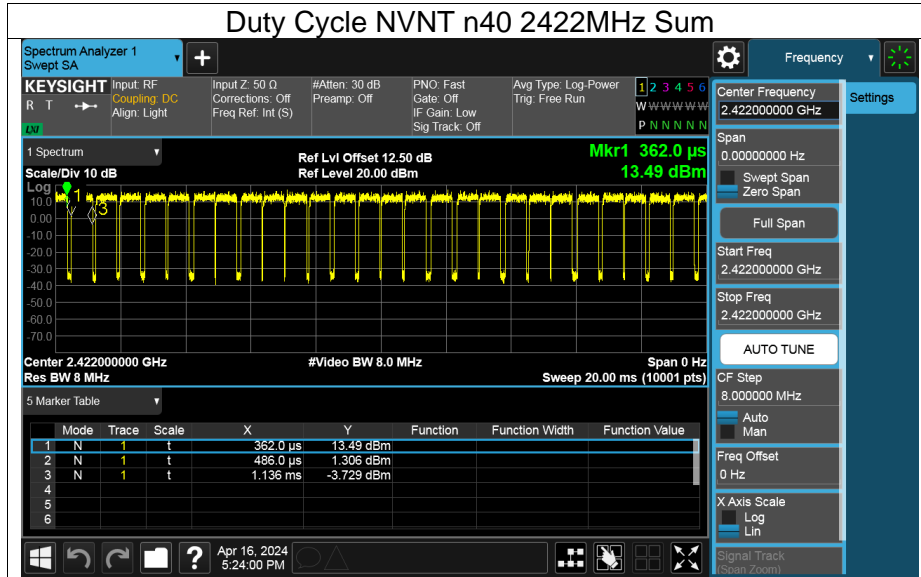 Duty Cycle NVNT n40 2422MHz Sum
Spectrum Analyzer 1
Swept SA
+
Frequency
KEYSIGHT
R T
LXI
Input: RF
Coupling: DC
Align: Light
Input Z: 50 Ω
Corrections: Off
Freq Ref: Int (S)
#Atten: 30 dB
Preamp: Off
PNO: Fast
Gate: Off
IF Gain: Low
Sig Track: Off
Avg Type: Log-Power
Trig: Free Run
1 2 3 4 5 6
W W W W W W
P N N N N N
1 Spectrum
Scale/Div 10 dB
Ref Lvl Offset 12.50 dB
Ref Level 20.00 dBm
Mkr1 362.0 µs
13.49 dBm
Log
10.0
0.00
-10.0
-20.0
-30.0
-40.0
-50.0
-60.0
-70.0
1
3
Center 2.422000000 GHz
Res BW 8 MHz
#Video BW 8.0 MHz
Span 0 Hz
Sweep 20.00 ms (10001 pts)
5 Marker Table
Mode Trace Scale X Y Function Function Width Function Value
1 N 1 t 362.0 µs 13.49 dBm
2 N 1 t 486.0 µs 1.306 dBm
3 N 1 t 1.136 ms -3.729 dBm
4
5
6
?
Apr 16, 2024
5:24:00 PM
Center Frequency
2.422000000 GHz
Span
0.00000000 Hz
Swept Span
Zero Span
Full Span
Start Freq
2.422000000 GHz
Stop Freq
2.422000000 GHz
AUTO TUNE
CF Step
8.000000 MHz
Auto
Man
Freq Offset
0 Hz
X Axis Scale
Log
Lin
Signal Track
(Span Zoom)
Settings